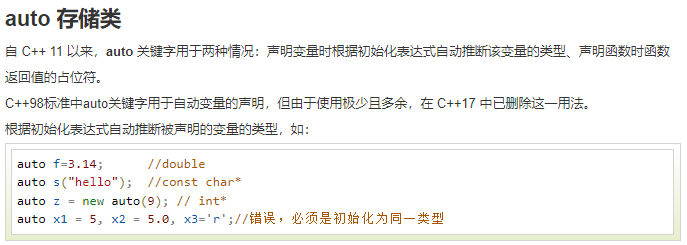 auto 存储类
自 C++ 11 以来，auto 关键字用于两种情况：声明变量时根据初始化表达式自动推断该变量的类型、声明函数时函数
返回值的占位符。
C++98标准中auto关键字用于自动变量的声明，但由于使用极少且多余，在 C++17 中已删除这一用法。
根据初始化表达式自动推断被声明的变量的类型，如：
auto f=3.14;      //double
auto s("hello");  //const char*
auto z = new auto(9); // int*
auto x1 = 5, x2 = 5.0, x3='r';//错误，必须是初始化为同一类型